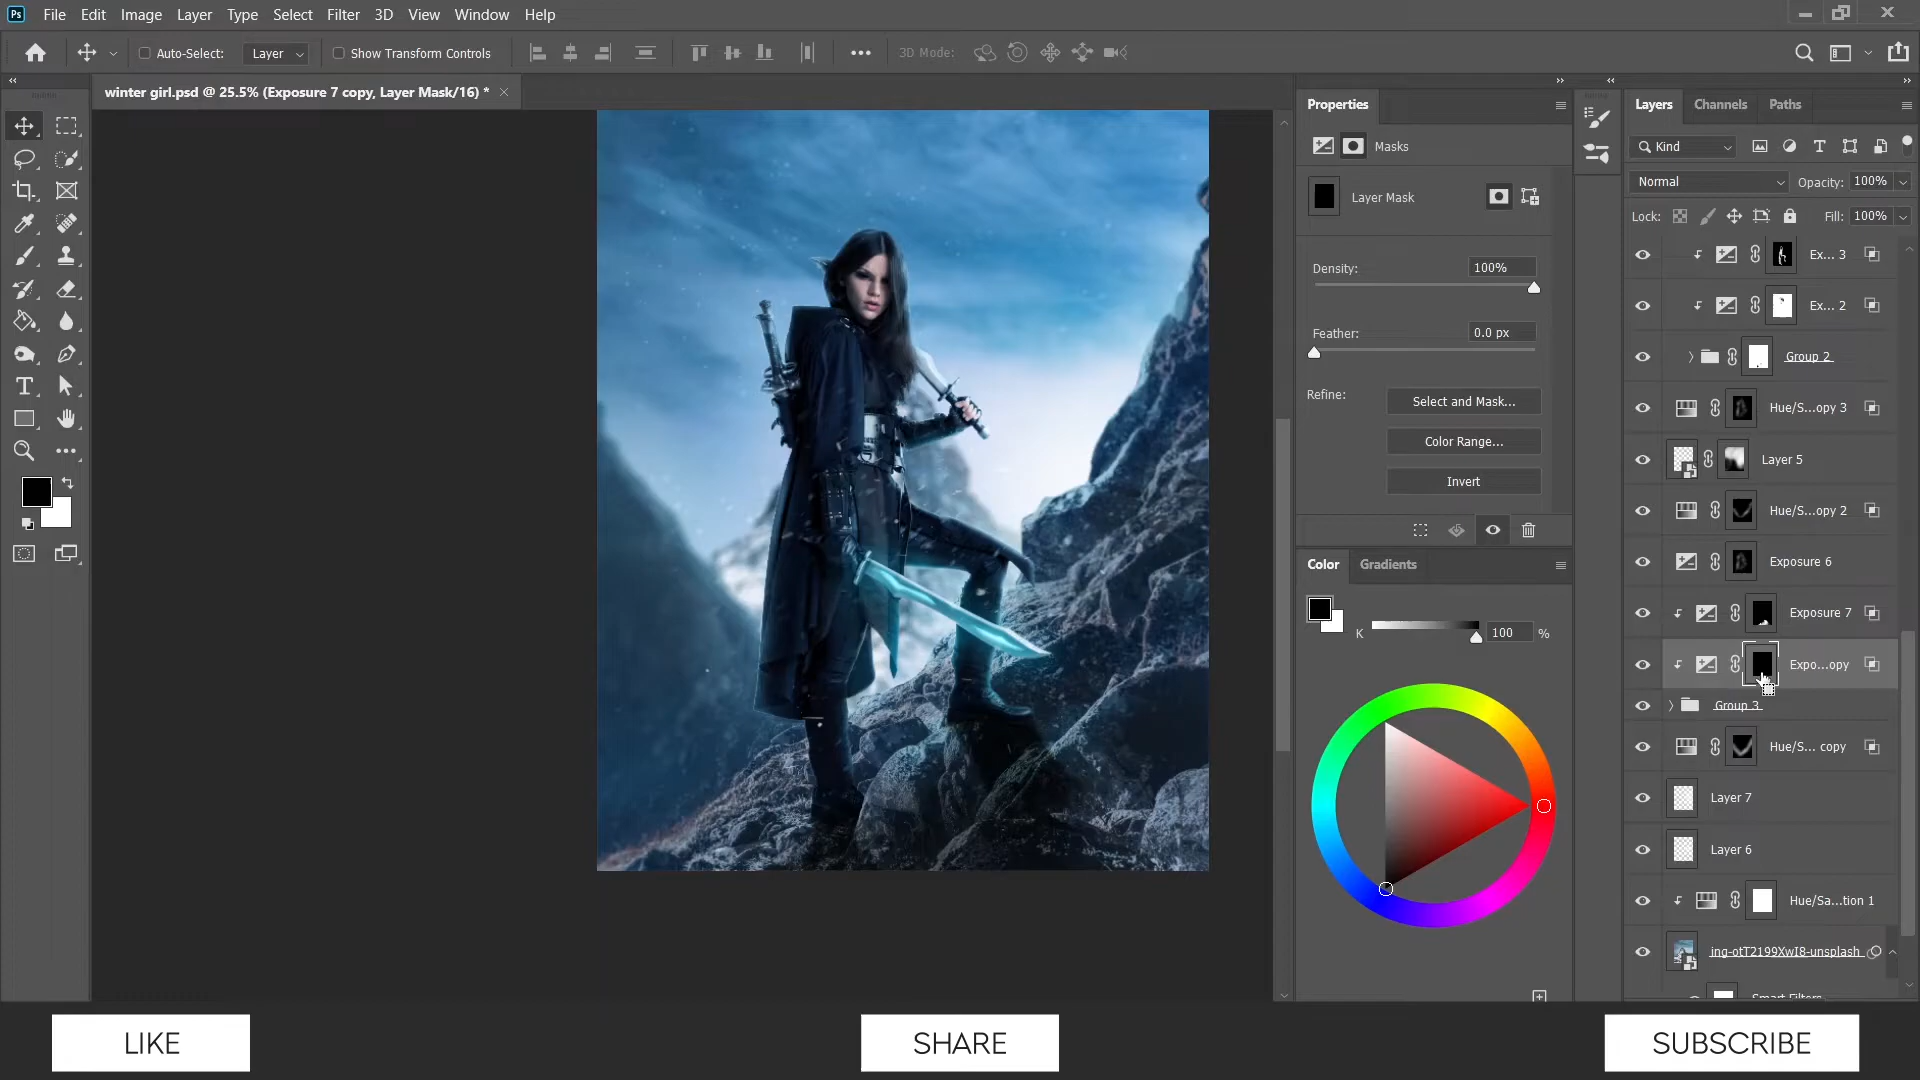 Ps File Edit Image Layer Type Select Filter 3D View Window Help
Auto-Select: Layer Show Transform Controls 3D Mode:
winter girl.psd @ 25.5% (Exposure 7 copy, Layer Mask/16) *
Properties
Masks
Layer Mask
Density: 100%
Feather: 0.0 px
Refine: Select and Mask...
Color Range...
Invert
Color Gradients
K 100 %
Layers Channels Paths
Kind
Normal Opacity: 100%
Lock: Fill: 100%
Ex... 3
Ex... 2
Group 2
Hue/S...opy 3
Layer 5
Hue/S...opy 2
Exposure 6
Exposure 7
Expo...opy
Group 3
Hue/S... copy
Layer 7
Layer 6
Hue/Sa...tion 1
ing-otT2199XwI8-unsplash
Smart Filters
LIKE
SHARE
SUBSCRIBE